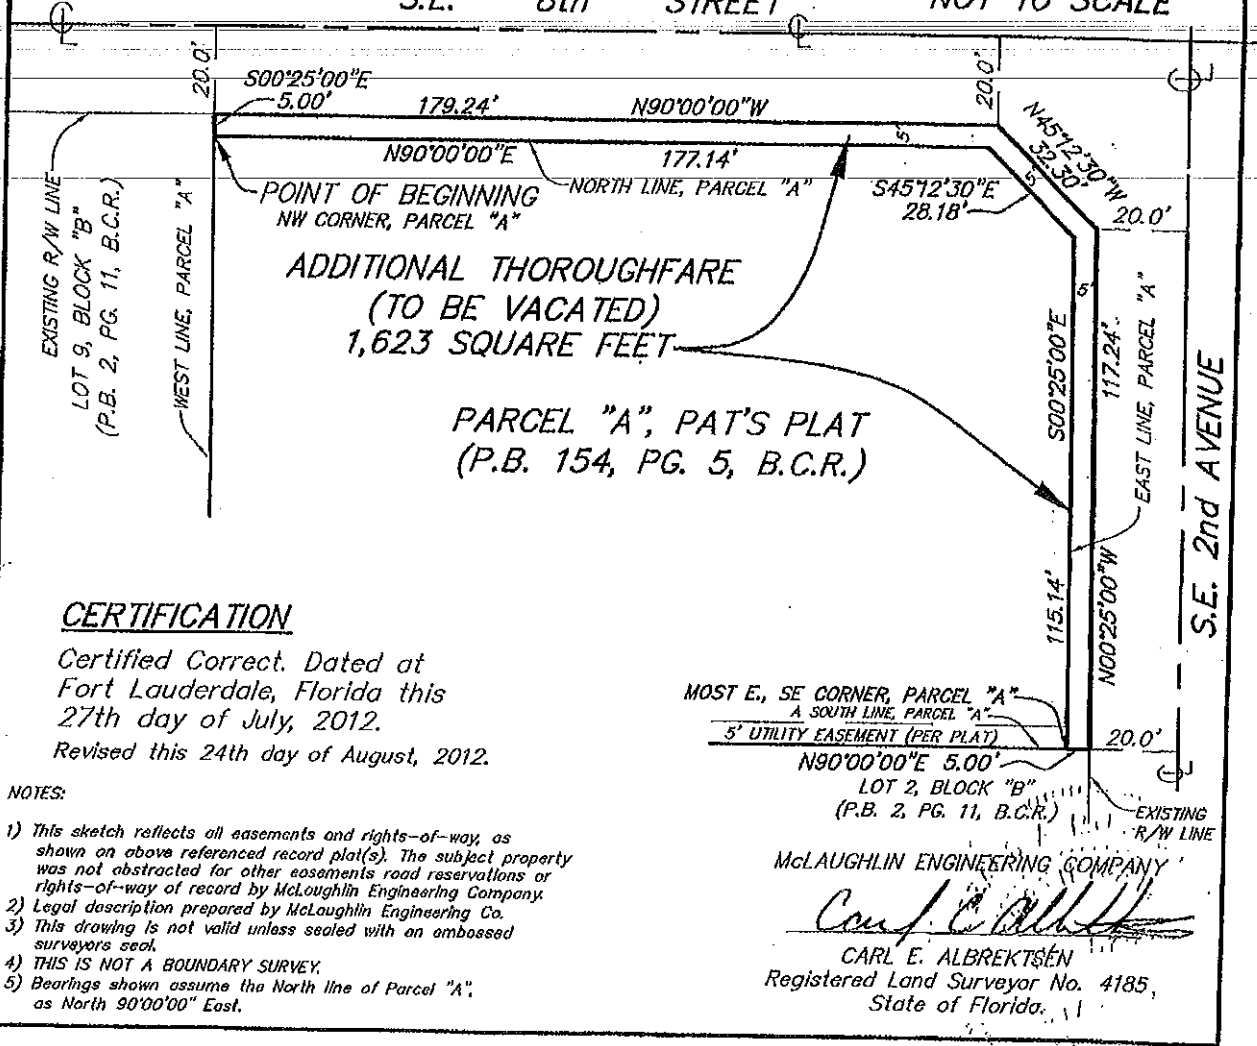 S.E. 8th STREET
NOT TO SCALE
20.0'
S00°25'00"E
5.00'
179.24'
N90°00'00"W
20.0'
N45°12'30"W
32.30'
5'
N90°00'00"E
177.14'
POINT OF BEGINNING
NW CORNER, PARCEL "A"
NORTH LINE, PARCEL "A"
S45°12'30"E
28.18'
5'
20.0'
EXISTING R/W LINE
LOT 9, BLOCK "B"
(P.B. 2, PG. 11, B.C.R.)
WEST LINE, PARCEL "A"
ADDITIONAL THOROUGHFARE
(TO BE VACATED)
1,623 SQUARE FEET
5'
S00°25'00"E
117.24'
EAST LINE, PARCEL "A"
S.E. 2nd AVENUE
PARCEL "A", PAT'S PLAT
(P.B. 154, PG. 5, B.C.R.)
115.14'
N00°25'00"W
CERTIFICATION
Certified Correct. Dated at
Fort Lauderdale, Florida this
27th day of July, 2012.
Revised this 24th day of August, 2012.
MOST E., SE CORNER, PARCEL "A"
A SOUTH LINE, PARCEL "A"
5' UTILITY EASEMENT (PER PLAT)
20.0'
N90°00'00"E 5.00'
LOT 2, BLOCK "B"
(P.B. 2, PG. 11, B.C.R.)
EXISTING
R/W LINE
NOTES:
1) This sketch reflects all easements and rights-of-way, as
shown on above referenced record plat(s). The subject property
was not abstracted for other easements road reservations or
rights-of-way of record by McLaughlin Engineering Company.
2) Legal description prepared by McLaughlin Engineering Co.
3) This drawing is not valid unless sealed with an embossed
surveyors seal.
4) THIS IS NOT A BOUNDARY SURVEY.
5) Bearings shown assume the North line of Parcel "A",
as North 90°00'00" East.
McLAUGHLIN ENGINEERING COMPANY
CARL E. ALBREKTSEN
Registered Land Surveyor No. 4185,
State of Florida.